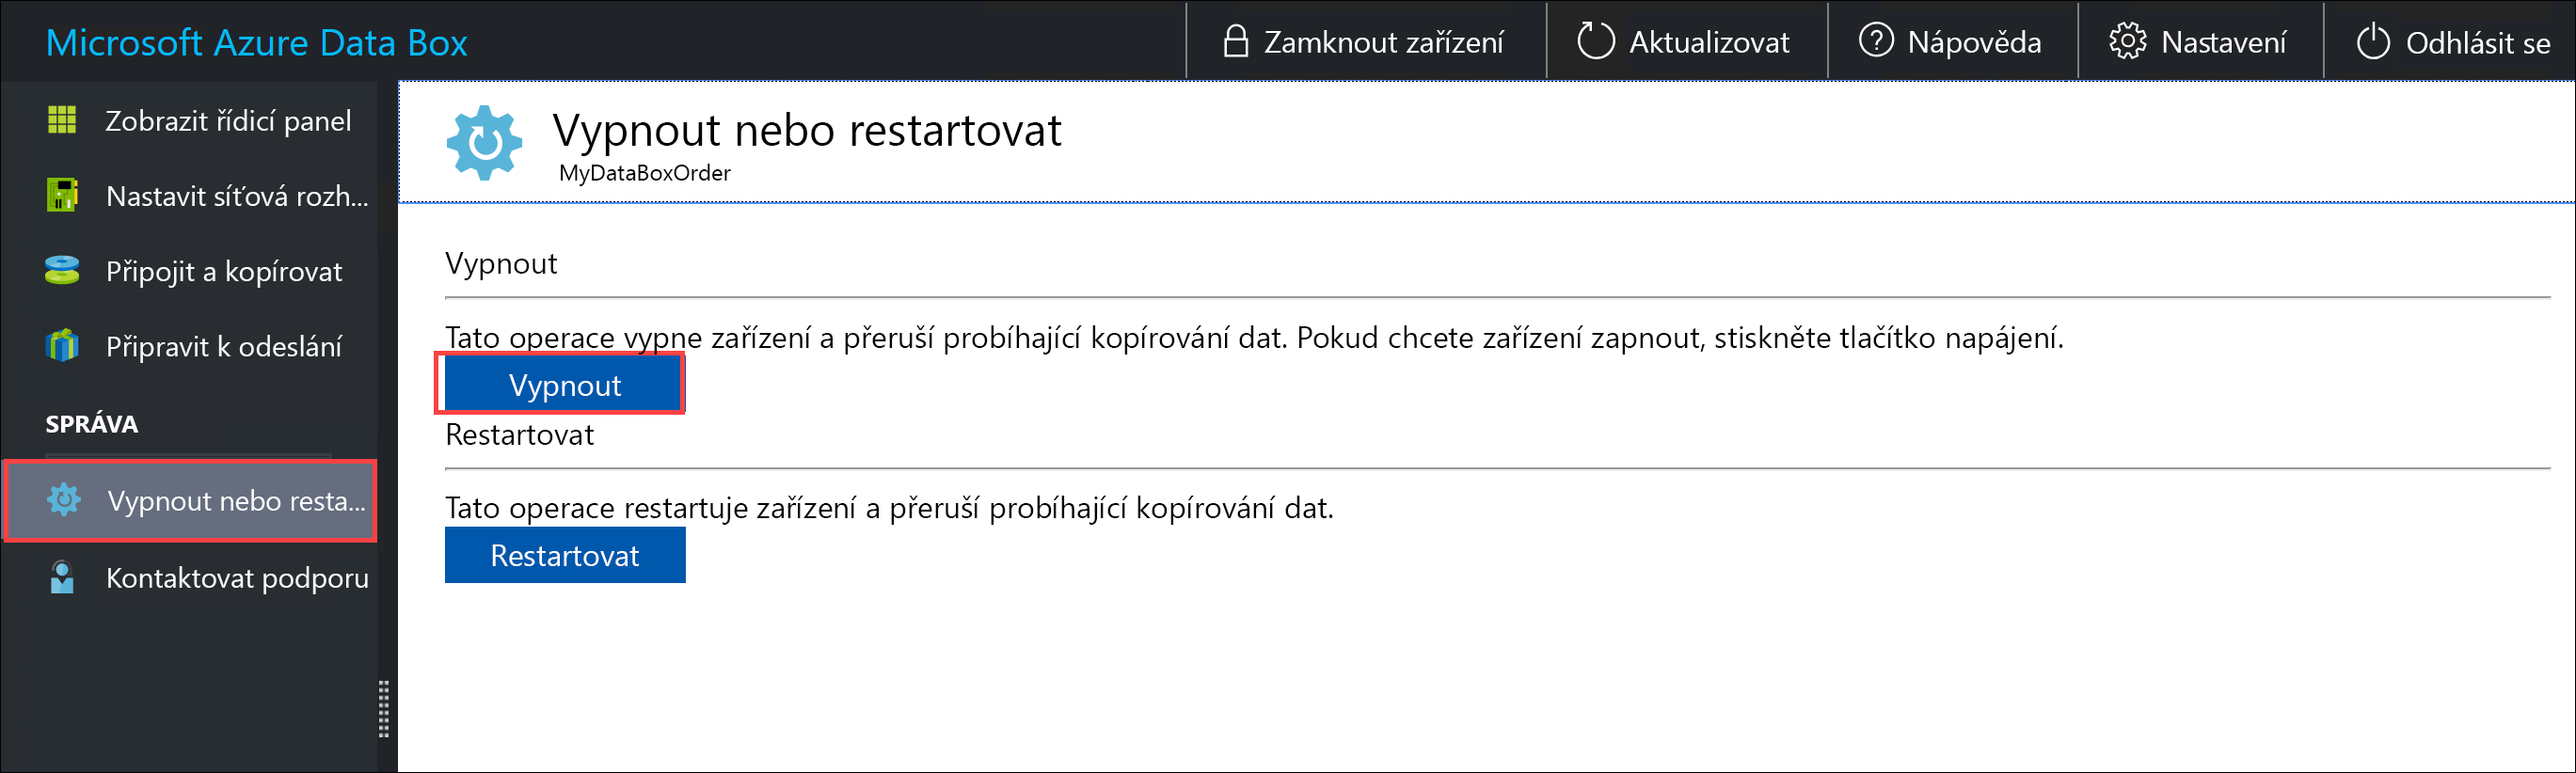 Microsoft Azure Data Box
Zamknout zařízení
Aktualizovat
Nápověda
Nastavení
Odhlásit se
Zobrazit řídicí panel
Nastavit síťová rozh...
Připojit a kopírovat
Připravit k odeslání
SPRÁVA
Vypnout nebo resta...
Kontaktovat podporu
Vypnout nebo restartovat
MyDataBoxOrder
Vypnout
Tato operace vypne zařízení a přeruší probíhající kopírování dat. Pokud chcete zařízení zapnout, stiskněte tlačítko napájení.
Vypnout
Restartovat
Tato operace restartuje zařízení a přeruší probíhající kopírování dat.
Restartovat